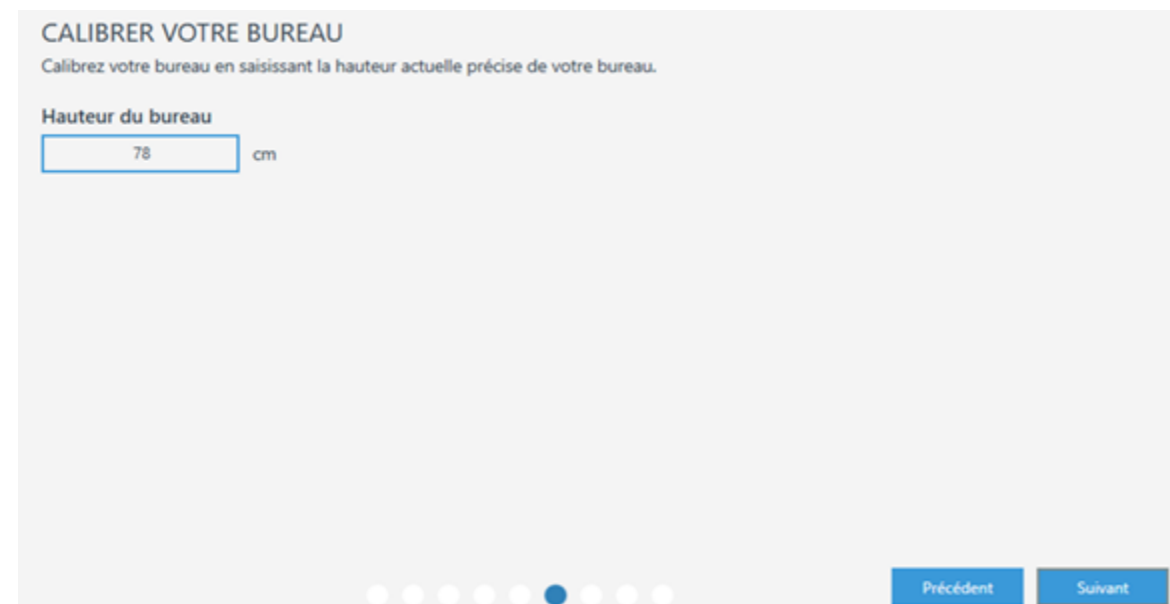 CALIBRER VOTRE BUREAU
Calibrez votre bureau en saisissant la hauteur actuelle précise de votre bureau.
Hauteur du bureau
78 cm
Précédent Suivant